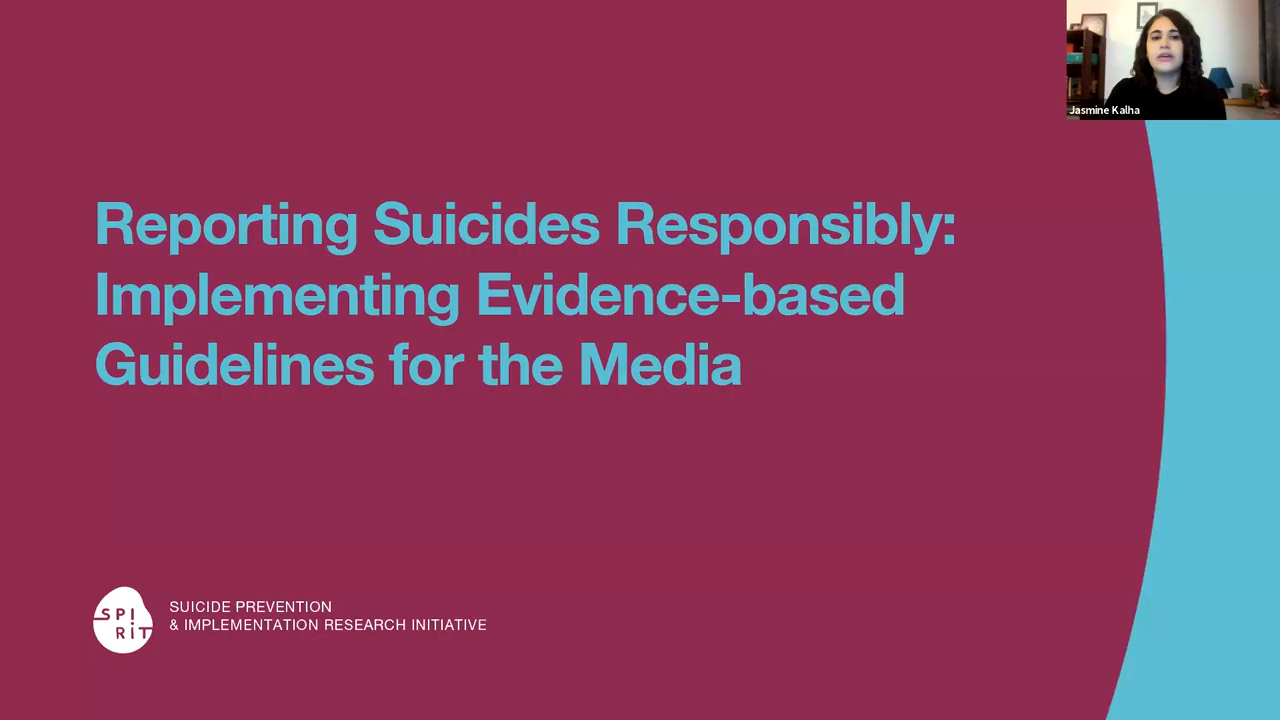 Jasmine Kalha
Reporting Suicides Responsibly:
Implementing Evidence-based
Guidelines for the Media
SPI
RiT
SUICIDE PREVENTION
& IMPLEMENTATION RESEARCH INITIATIVE